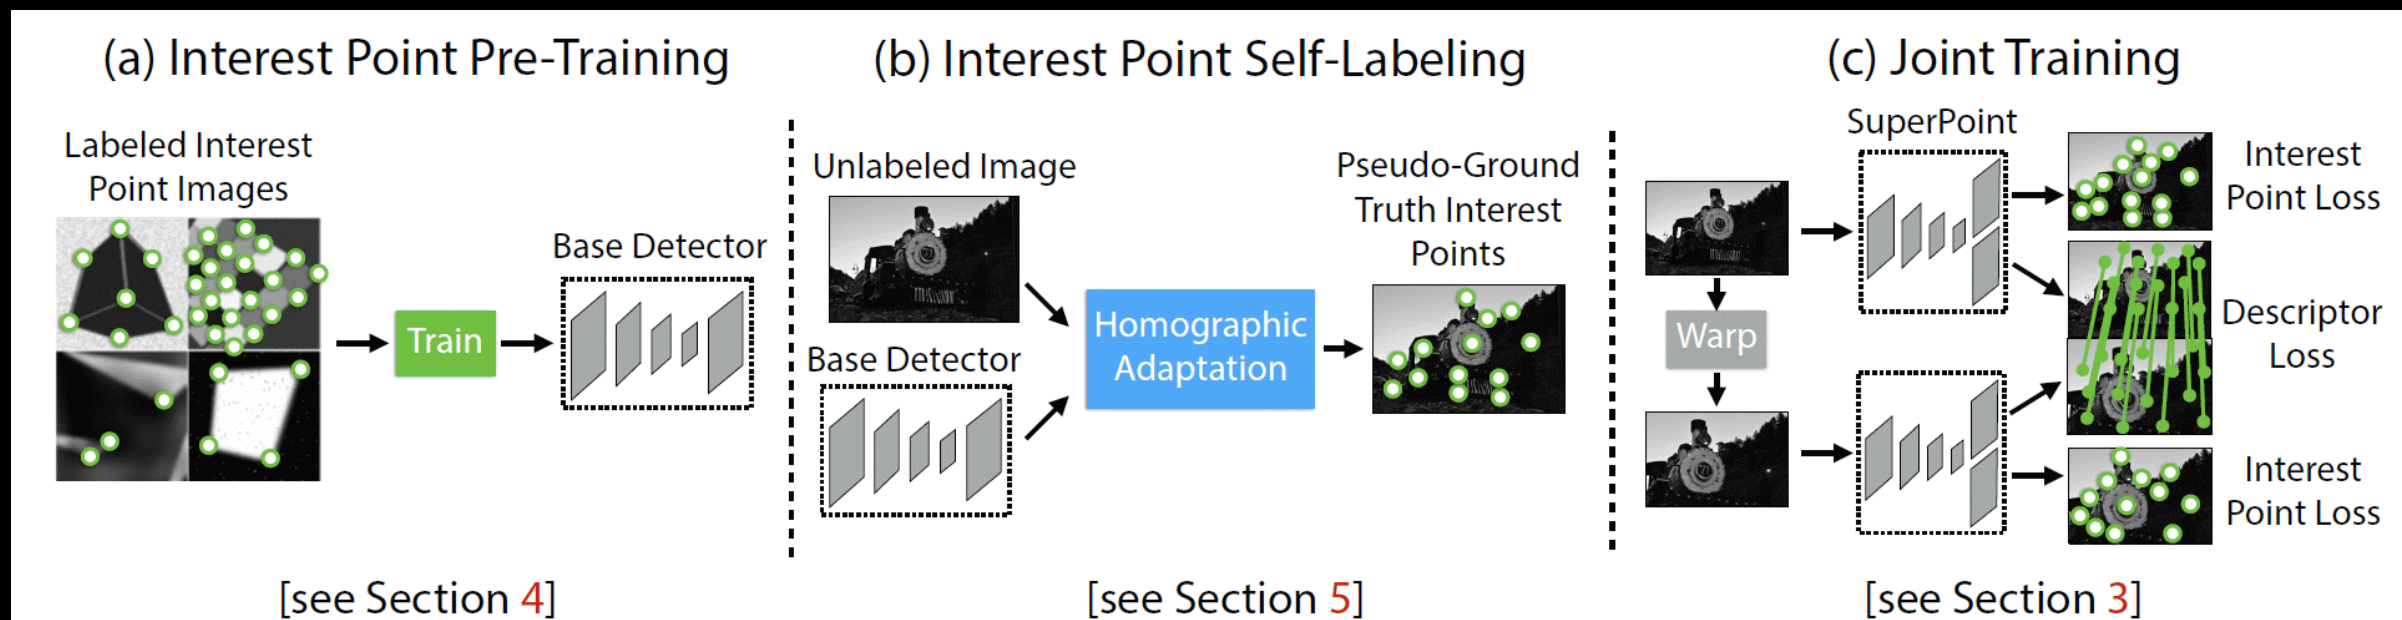 (a) Interest Point Pre-Training
Labeled Interest
Point Images
Train
Base Detector
[see Section 4]
(b) Interest Point Self-Labeling
Unlabeled Image
Base Detector
Homographic
Adaptation
Pseudo-Ground
Truth Interest
Points
[see Section 5]
(c) Joint Training
SuperPoint
Warp
Interest
Point Loss
Descriptor
Loss
Interest
Point Loss
[see Section 3]